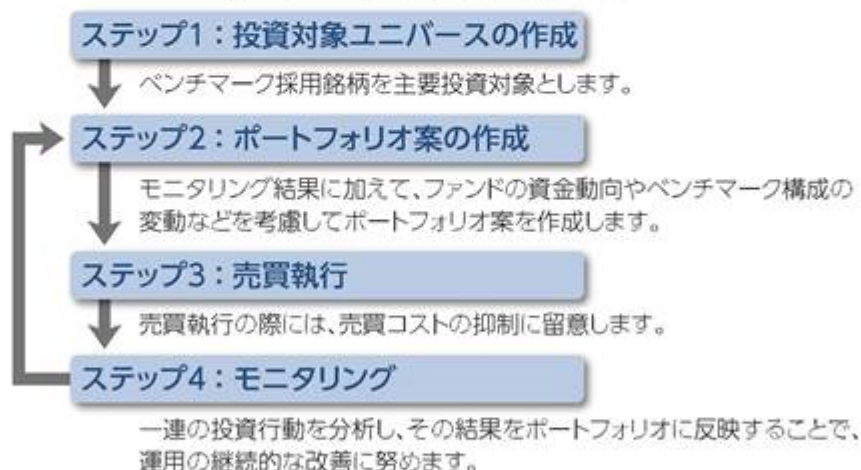 ステップ1：投資対象ユニバースの作成
ベンチマーク採用銘柄を主要投資対象とします。
ステップ2：ポートフォリオ案の作成
モニタリング結果に加えて、ファンドの資金動向やベンチマーク構成の
変動などを考慮してポートフォリオ案を作成します。
ステップ3：売買執行
売買執行の際には、売買コストの抑制に留意します。
ステップ4：モニタリング
一連の投資行動を分析し、その結果をポートフォリオに反映することで、
運用の継続的な改善に努めます。